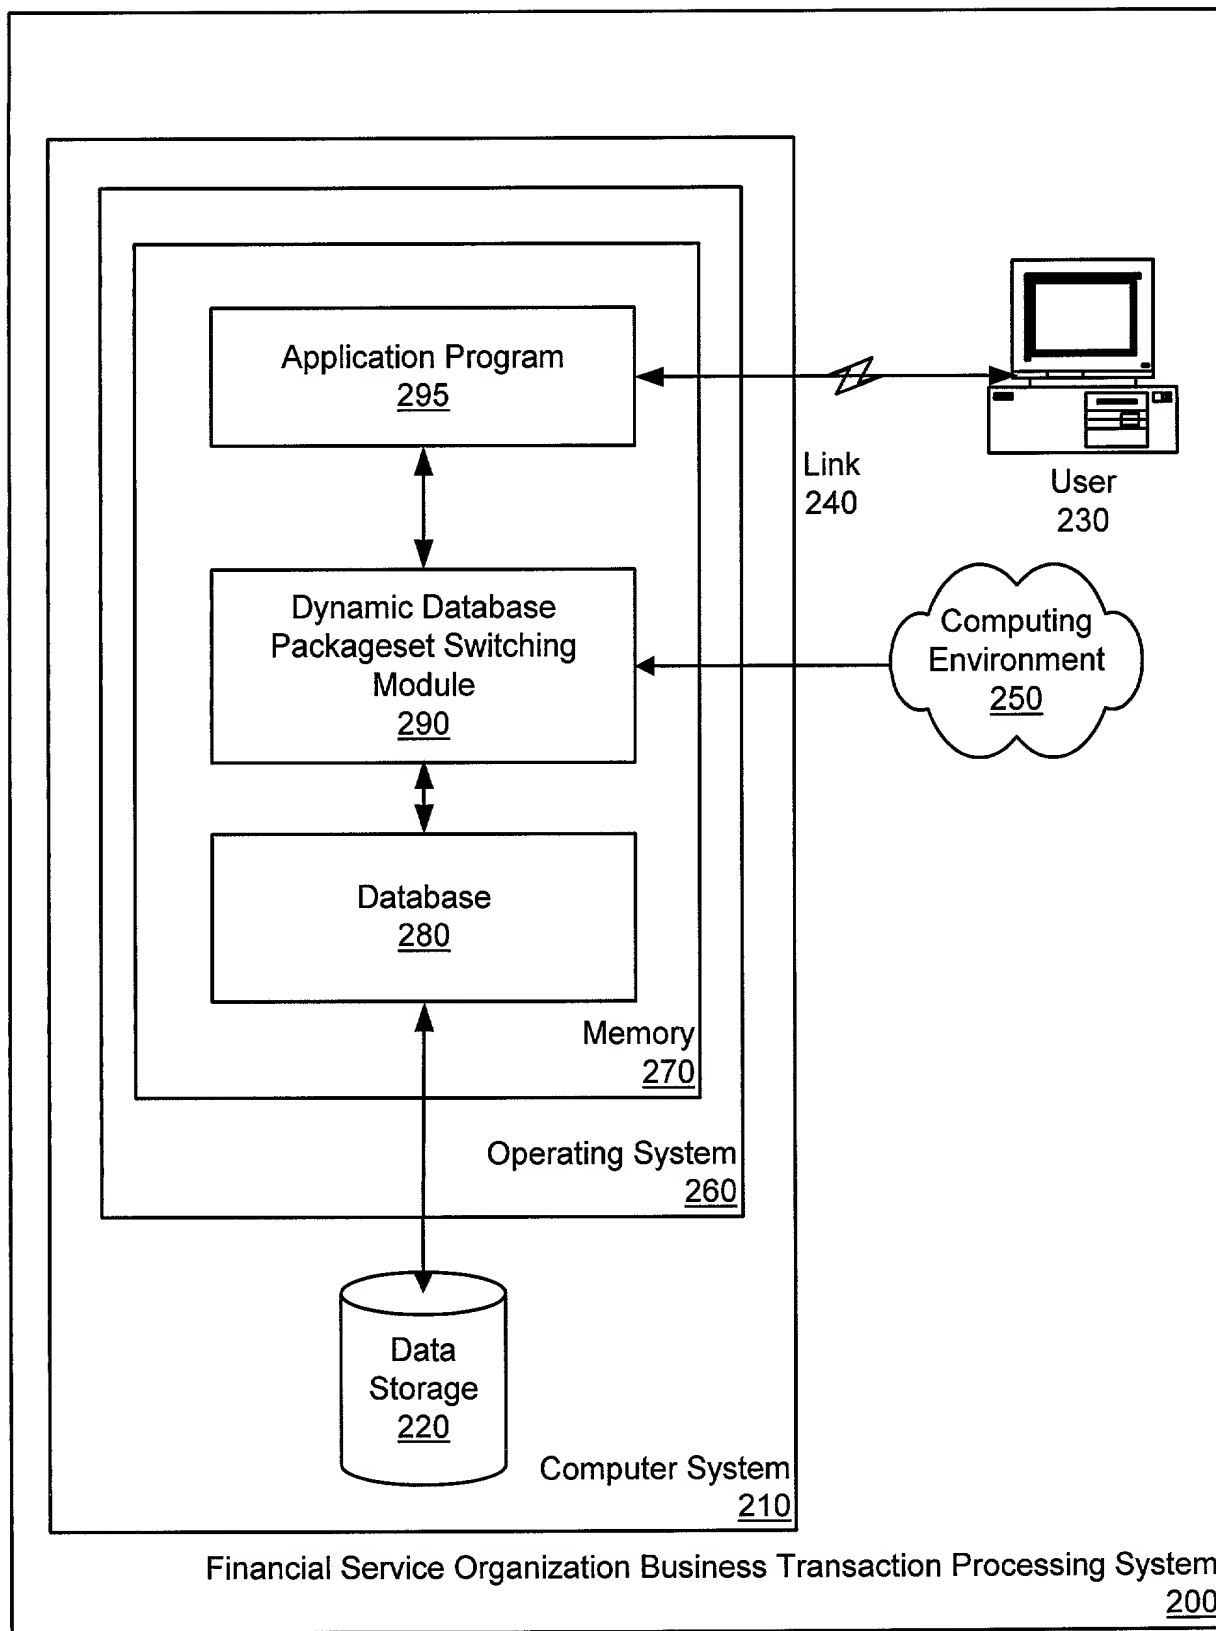 Application Program
295
Link
240
User
230
Dynamic Database
Packageset Switching
Module
290
Computing
Environment
250
Database
280
Memory
270
Operating System
260
Data
Storage
220
Computer System
210
Financial Service Organization Business Transaction Processing System
200